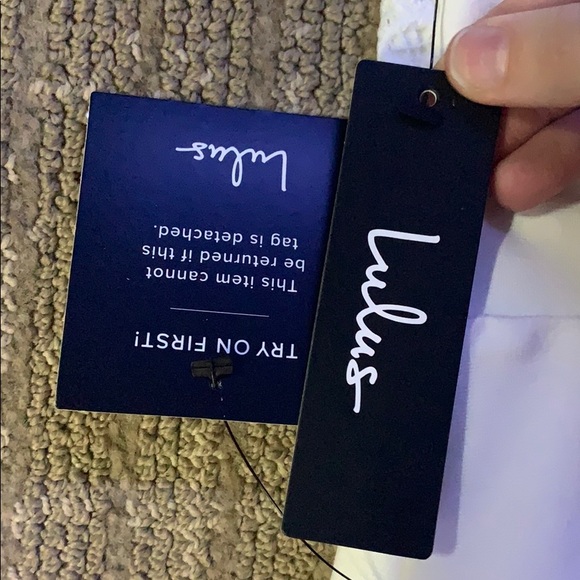 TRY ON FIRST!
This item cannot
be returned if this
tag is detached.
Lulus
Lulus